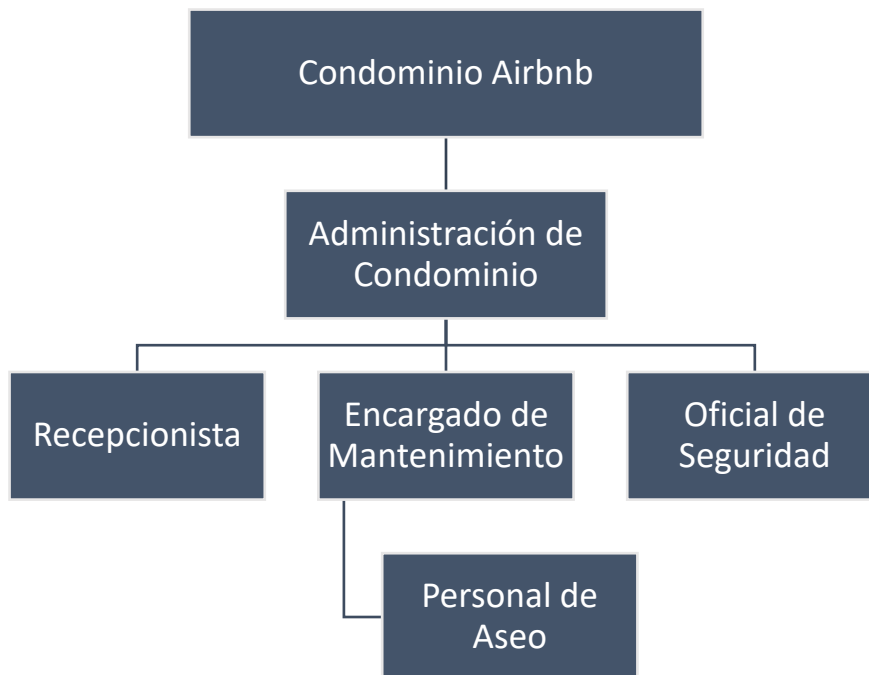 Condominio Airbnb
Administración de
Condominio
Recepcionista
Encargado de
Mantenimiento
Oficial de
Seguridad
Personal de
Aseo